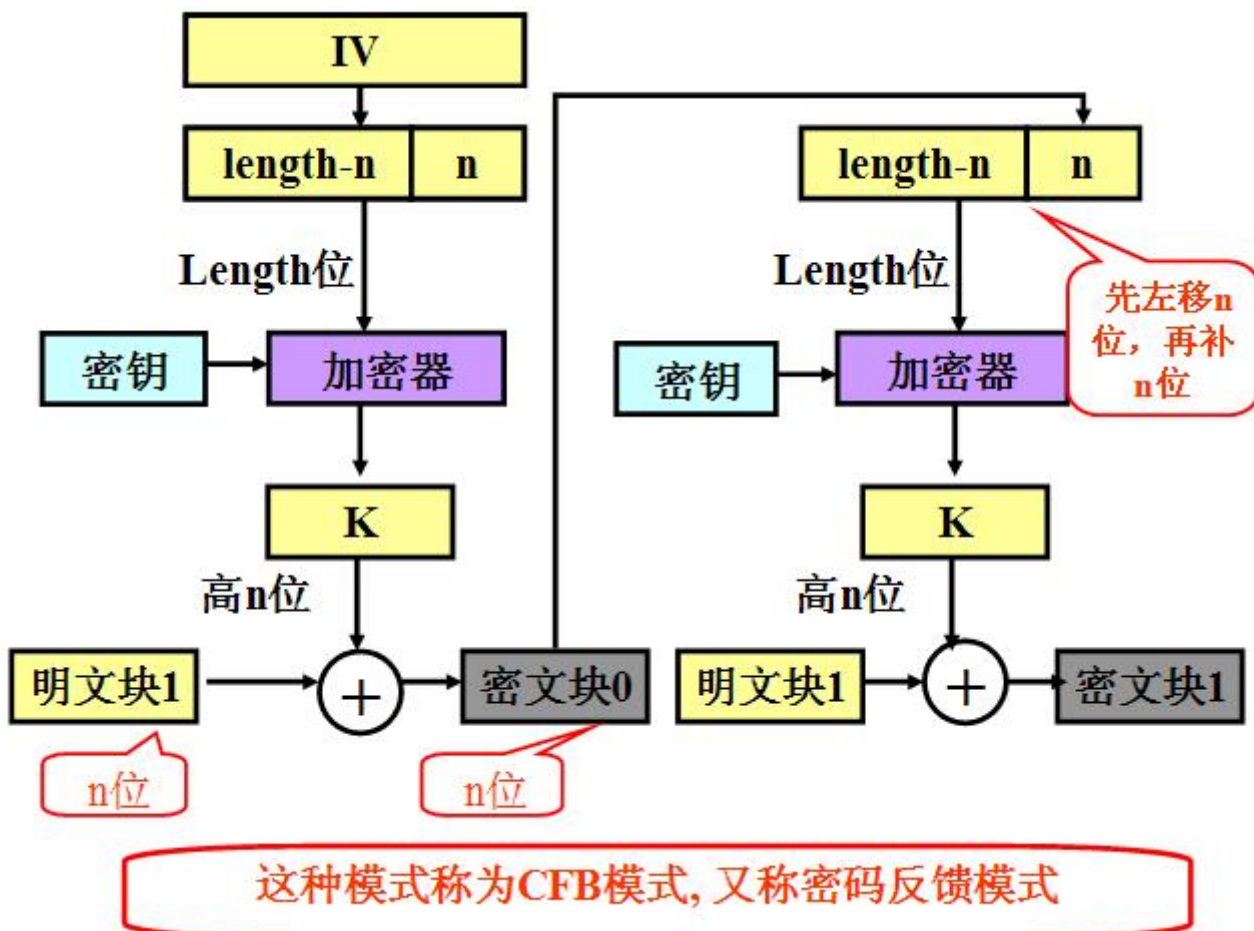 IV
length-n n
length-n n
Length位
Length位
先左移n
位，再补
n位
密钥
加密器
密钥
加密器
K
K
高n位
高n位
明文块1
+
密文块0
明文块1
+
密文块1
n位
n位
这种模式称为CFB模式, 又称密码反馈模式